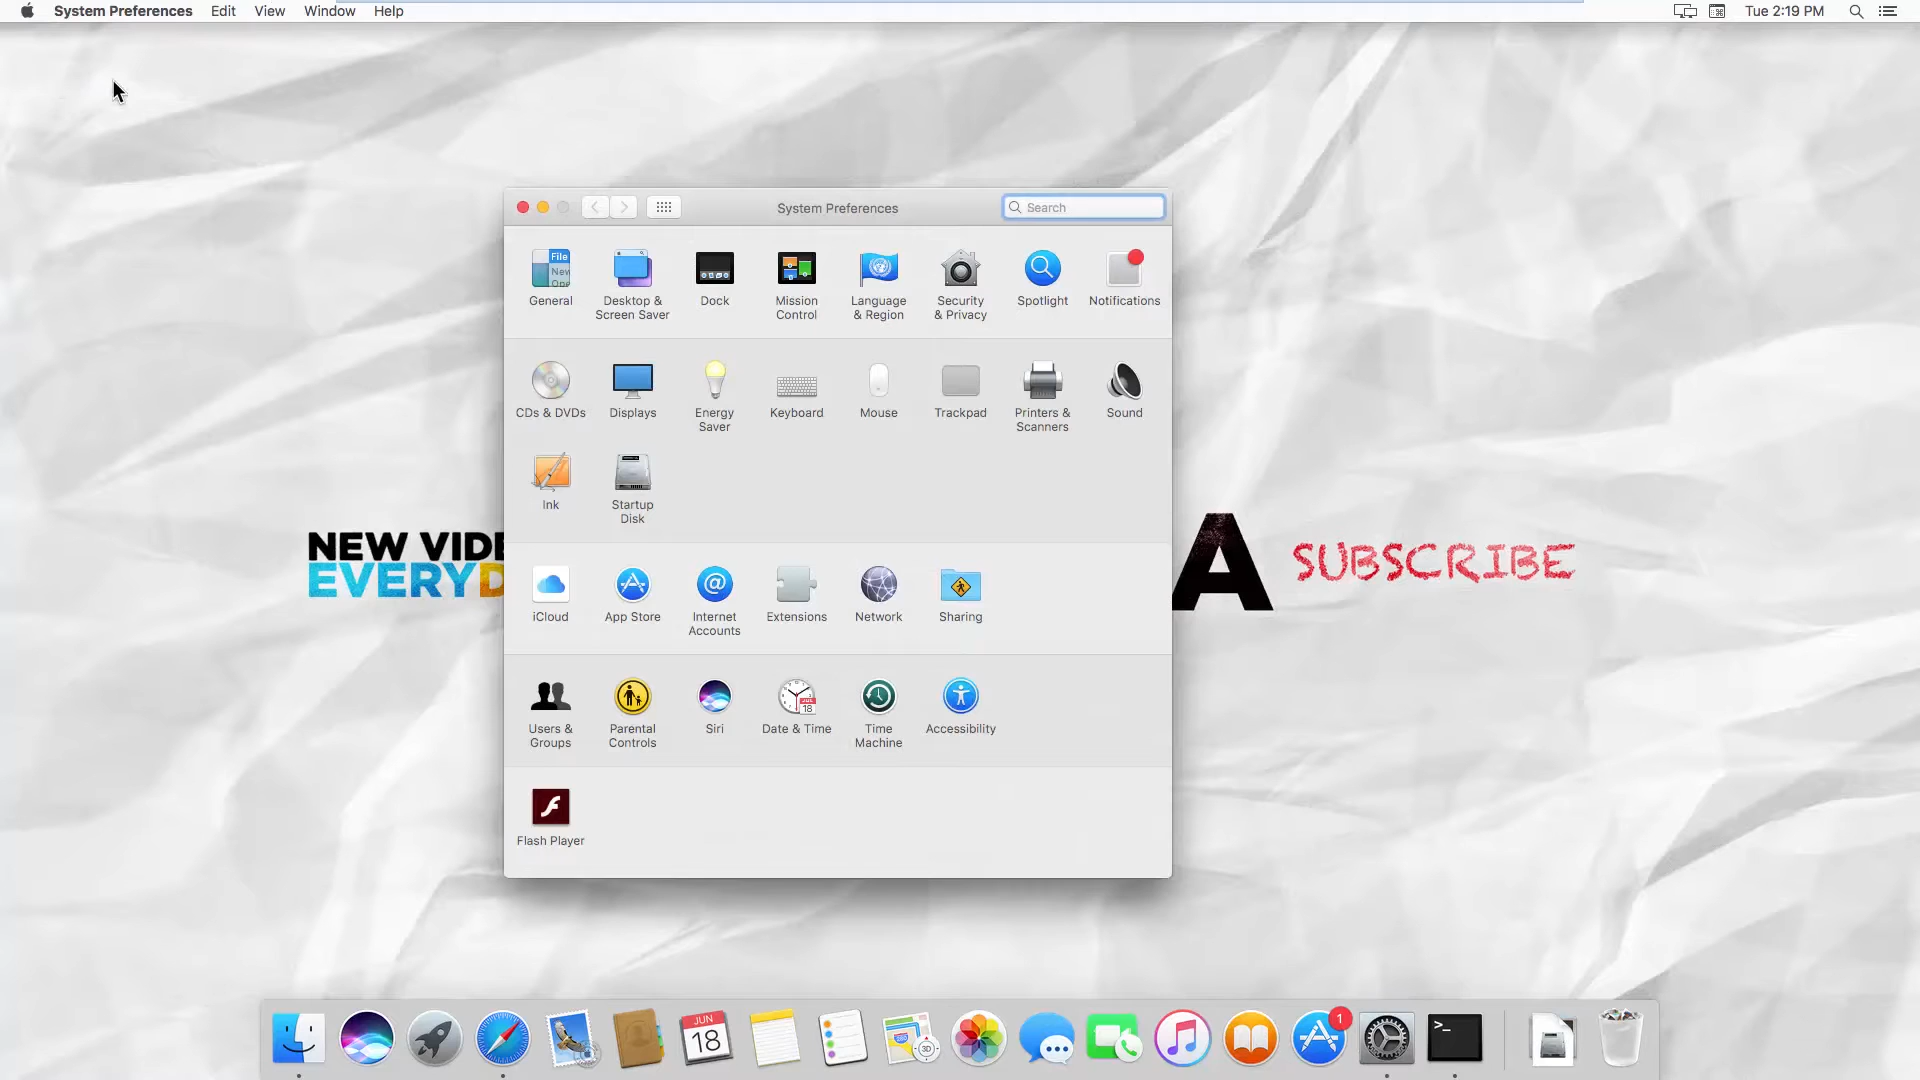 System Preferences Edit View Window Help
Tue 2:19 PM
System Preferences
Search
General
Desktop &
Screen Saver
Dock
Mission
Control
Language
& Region
Security
& Privacy
Spotlight
Notifications
CDs & DVDs
Displays
Energy
Saver
Keyboard
Mouse
Trackpad
Printers &
Scanners
Sound
Ink
Startup
Disk
NEW VIDE
EVERYD
A
SUBSCRIBE
iCloud
App Store
Internet
Accounts
Extensions
Network
Sharing
Users &
Groups
Parental
Controls
Siri
Date & Time
Time
Machine
Accessibility
Flash Player
JUN
18
1